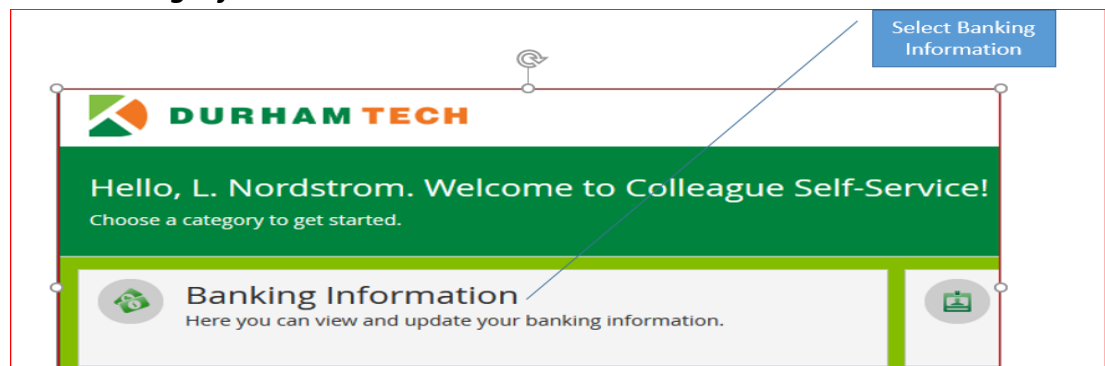 Select Banking
Information
DURHAM TECH
Hello, L. Nordstrom. Welcome to Colleague Self-Service!
Choose a category to get started.
Banking Information
Here you can view and update your banking information.